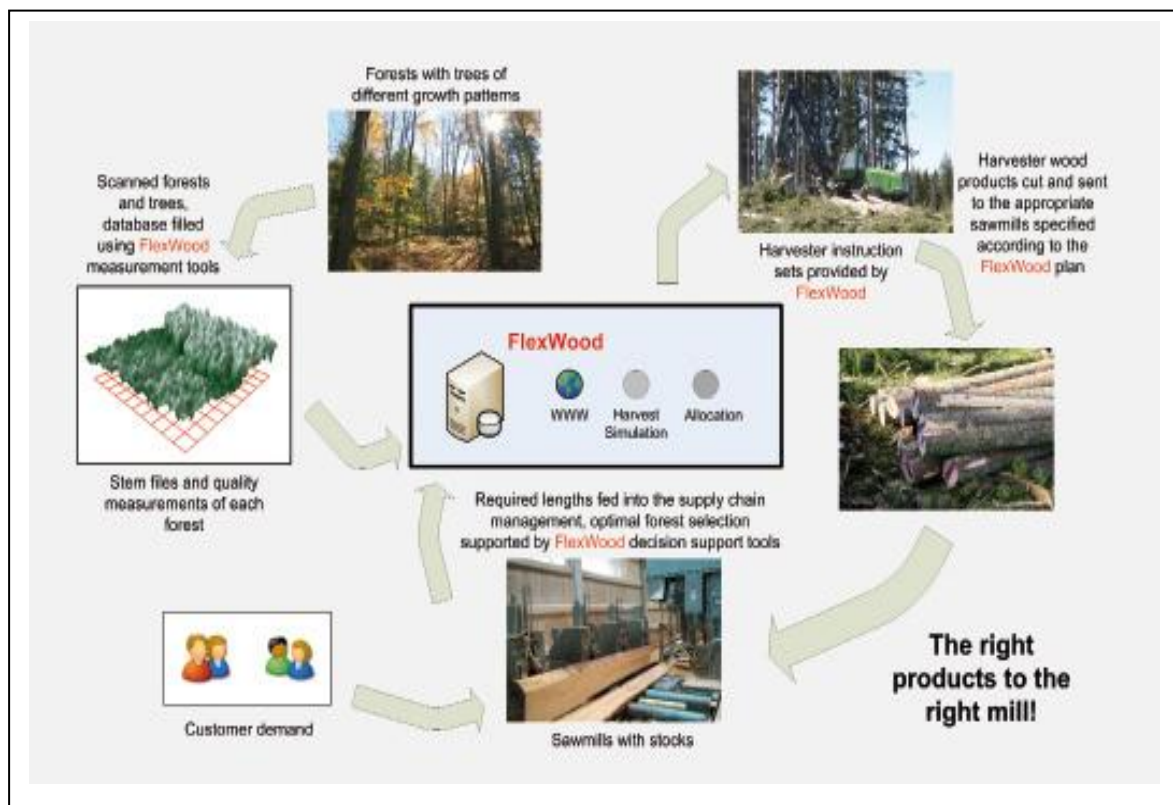 Forests with trees of
different growth patterns
Scanned forests
and trees,
database filled
using FlexWood
measurement tools
Stem files and quality
measurements of each
forest
FlexWood
WWW
Harvest
Simulation
Allocation
Harvester instruction
sets provided by
FlexWood
Harvester wood
products cut and sent
to the appropriate
sawmills specified
according to the
FlexWood plan
Required lengths fed into the supply chain
management, optimal forest selection
supported by FlexWood decision support tools
Customer demand
Sawmills with stocks
The right
products to the
right mill!